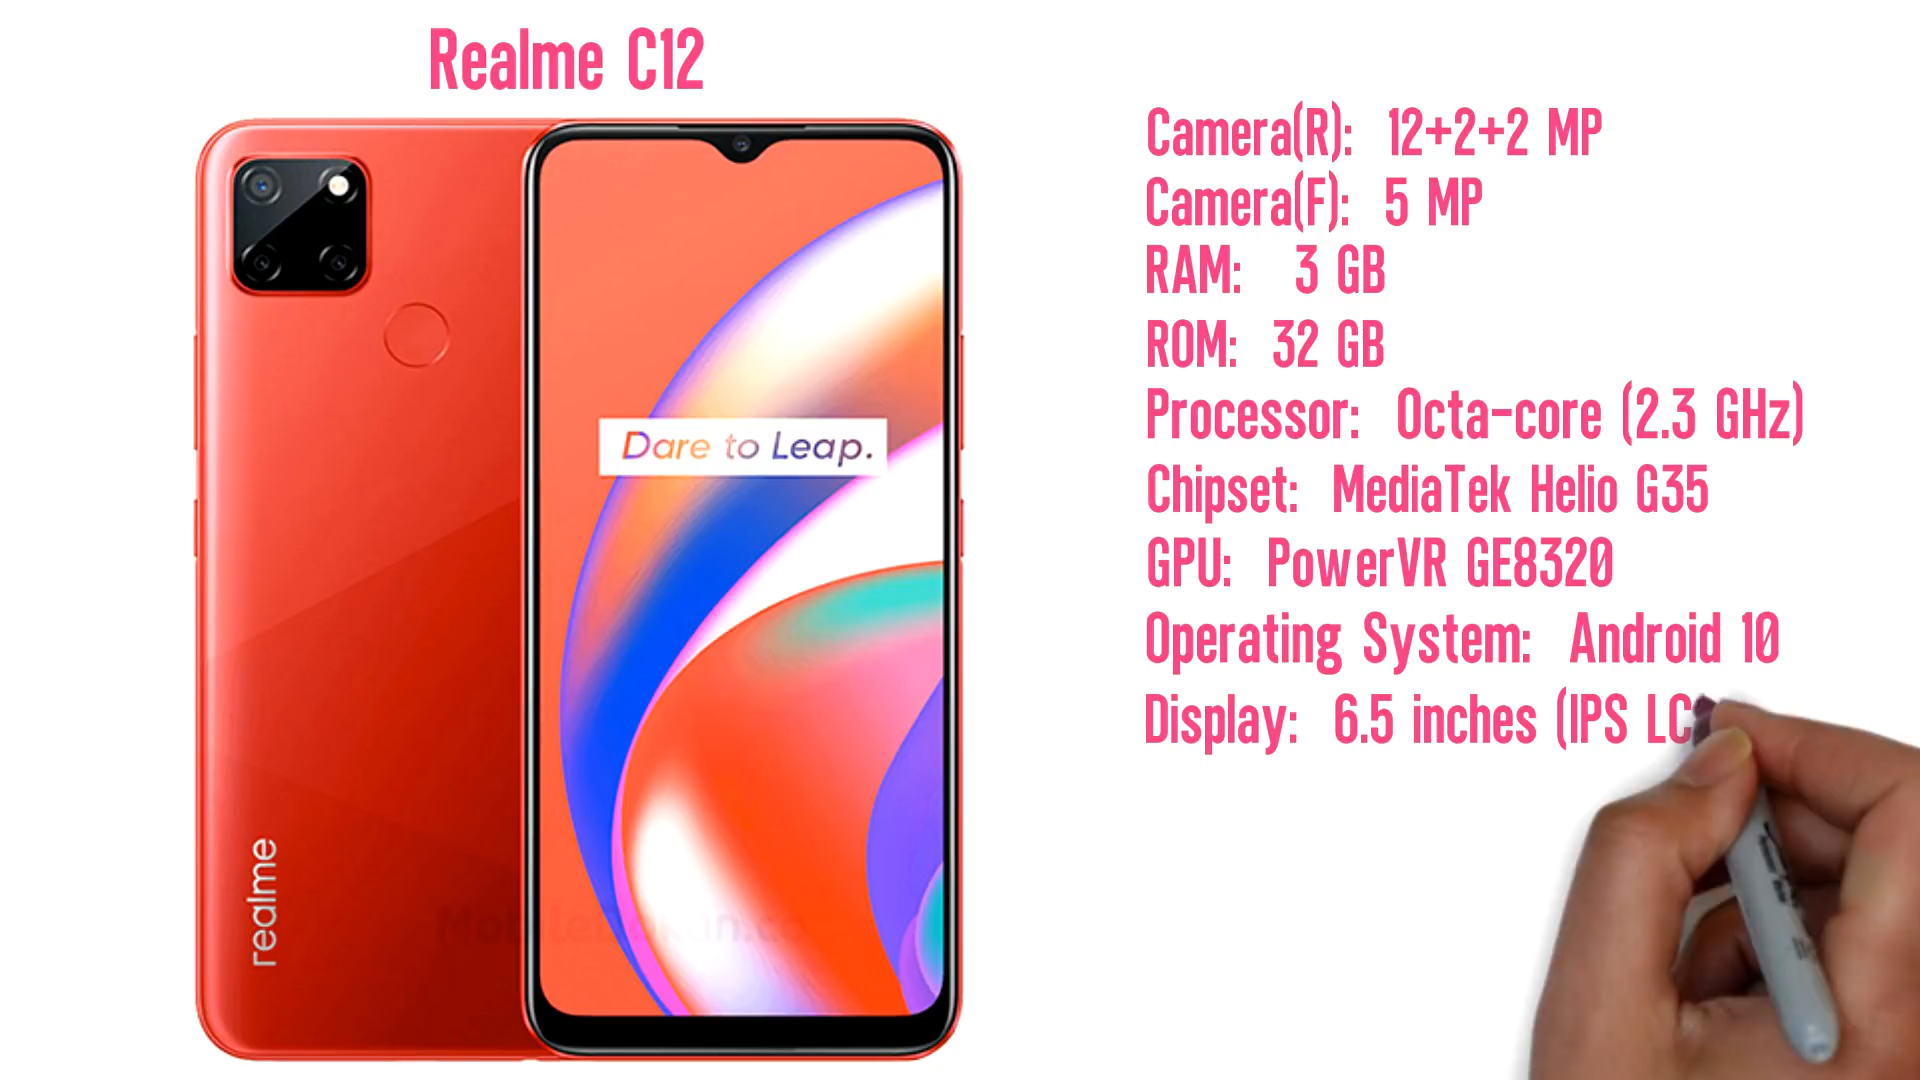 Realme C12
Camera(R): 12+2+2 MP
Camera(F): 5 MP
RAM: 3 GB
ROM: 32 GB
Processor: Octa-core (2.3 GHz)
Chipset: MediaTek Helio G35
GPU: PowerVR GE8320
Operating System: Android 10
Display: 6.5 inches (IPS LC
Dare to Leap.
realme